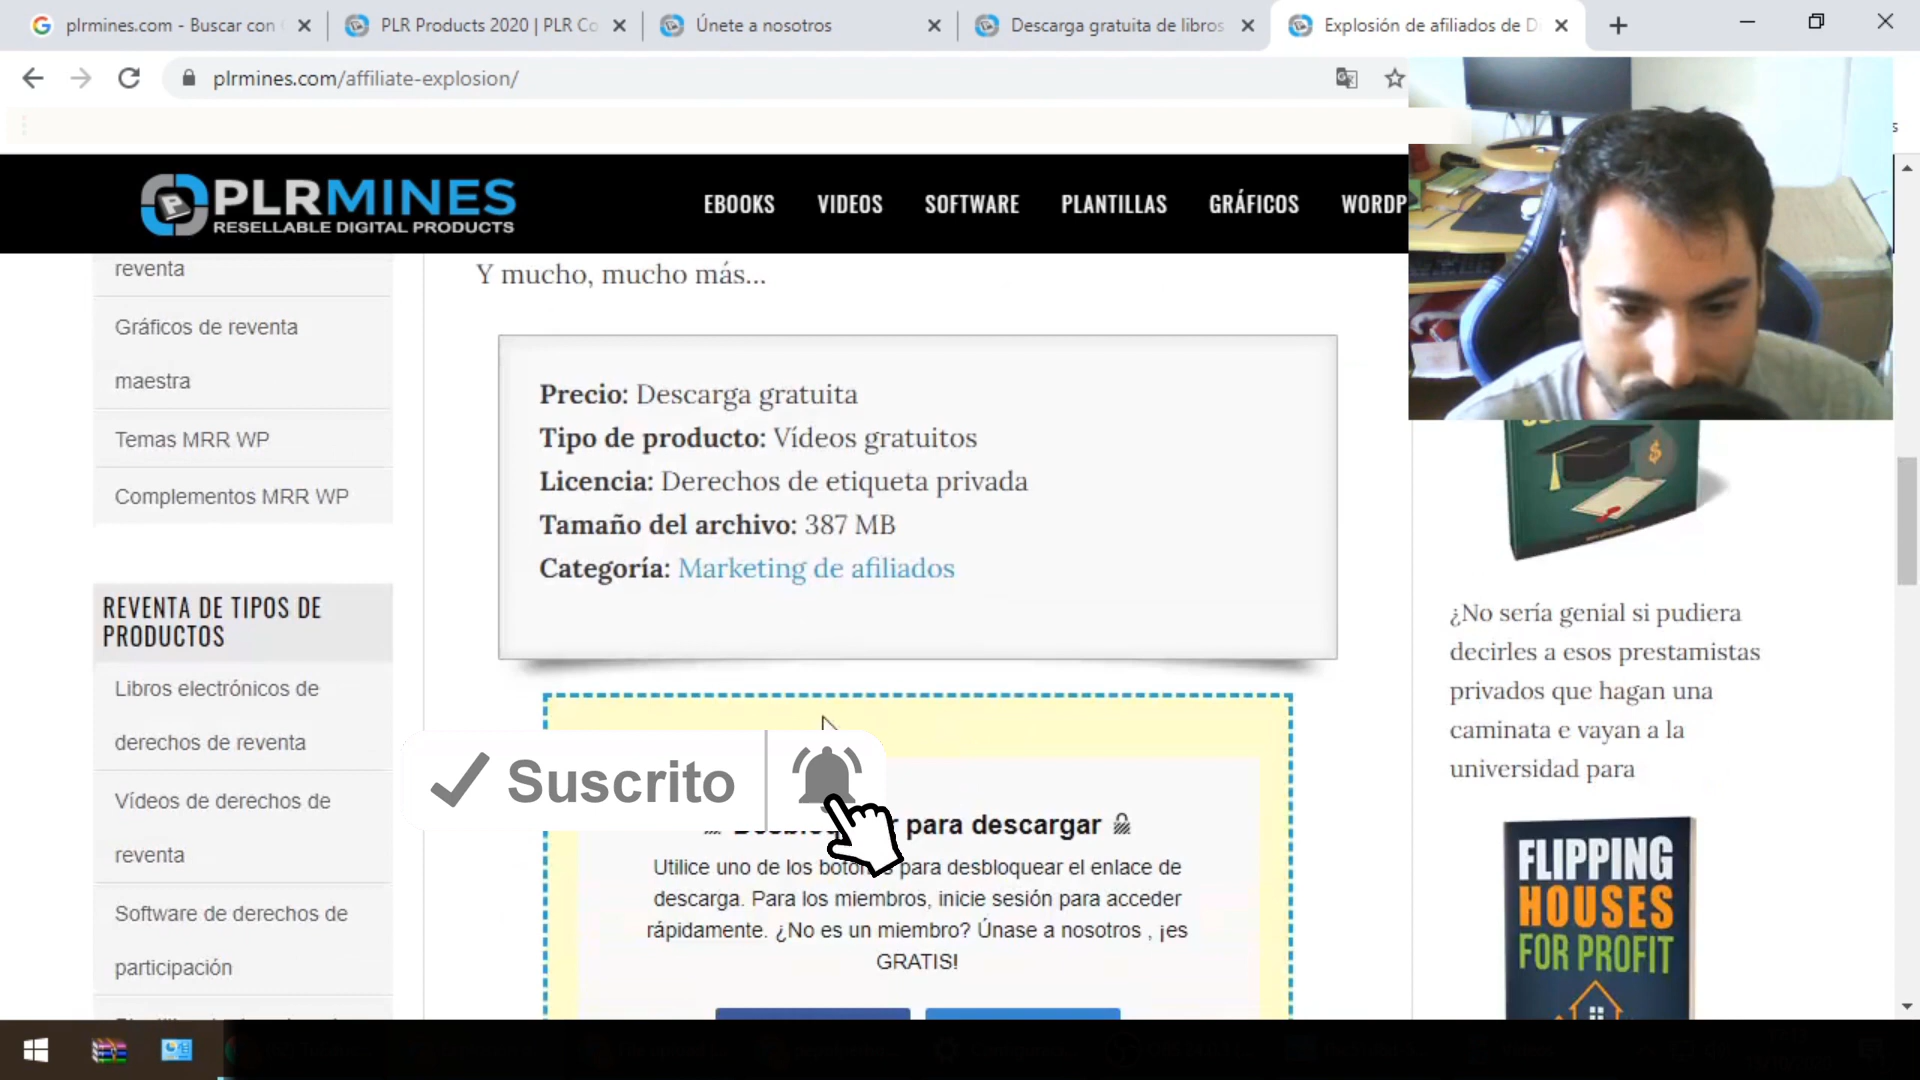 plrmines.com - Buscar con
PLR Products 2020 | PLR Co
Únete a nosotros
Descarga gratuita de libros
Explosión de afiliados de D
plrmines.com/affiliate-explosion/
PLRMINES
RESELLABLE DIGITAL PRODUCTS
EBOOKS
VIDEOS
SOFTWARE
PLANTILLAS
GRÁFICOS
WORDP
reventa
Gráficos de reventa
maestra
Temas MRR WP
Complementos MRR WP
REVENTA DE TIPOS DE
PRODUCTOS
Libros electrónicos de
derechos de reventa
Vídeos de derechos de
reventa
Software de derechos de
participación
Y mucho, mucho más...
Precio: Descarga gratuita
Tipo de producto: Vídeos gratuitos
Licencia: Derechos de etiqueta privada
Tamaño del archivo: 387 MB
Categoría: Marketing de afiliados
Suscrito
para descargar
Utilice uno de los botones para desbloquear el enlace de
descarga. Para los miembros, inicie sesión para acceder
rápidamente. ¿No es un miembro? Únase a nosotros , ¡es
GRATIS!
¿No sería genial si pudiera
decirles a esos prestamistas
privados que hagan una
caminata e vayan a la
universidad para
FLIPPING
HOUSES
FOR PROFIT